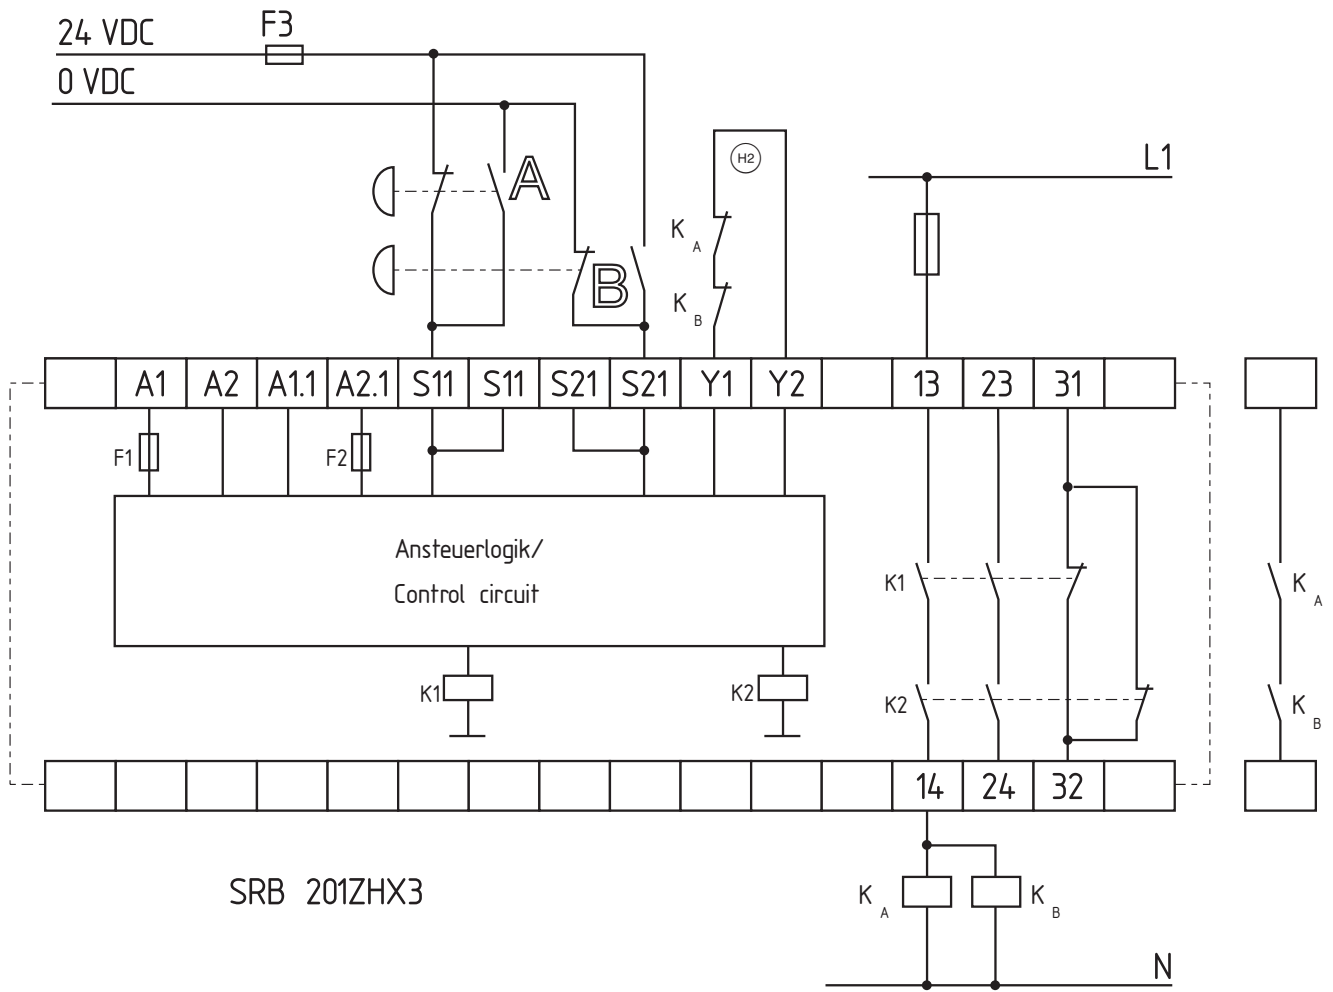 24 VDC
F3
0 VDC
A
H2
L1
K A
B
K B
A1 A2 A1.1 A2.1 S11 S11 S21 S21 Y1 Y2 13 23 31
F1
F2
Ansteuerlogik/
Control circuit
K1
K A
K1
K2
K2
K B
14 24 32
SRB 201ZHX3
K A
K B
N